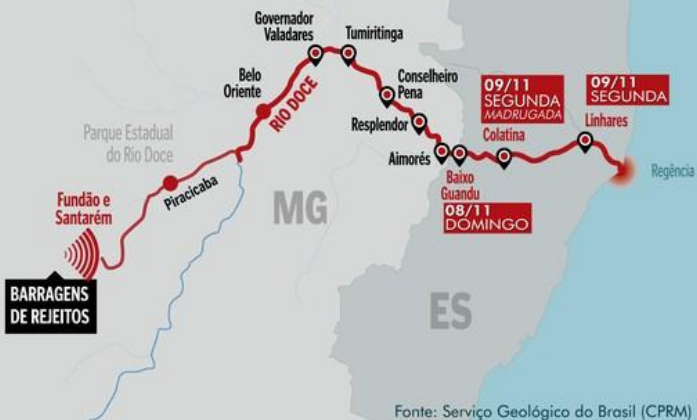 Governador
Valadares
Tumiritinga
Belo
Oriente
RIO DOCE
Conselheiro
Pena
Resplendor
Aimorés
09/11
SEGUNDA
MADRUGADA
Colatina
09/11
SEGUNDA
Linhares
Regência
Baixo
Guandu
08/11
DOMINGO
Parque Estadual
do Rio Doce
Piracicaba
Fundão e
Santarém
BARRAGENS
DE REJEITOS
MG
ES
Fonte: Serviço Geológico do Brasil (CPRM)